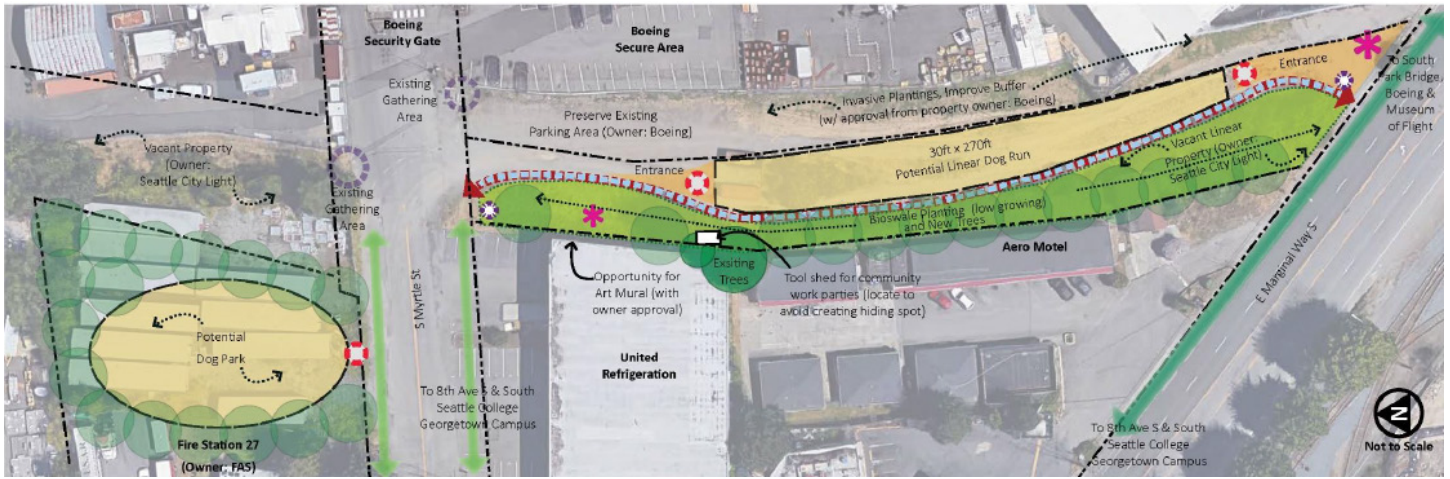 Boeing
Security Gate
Boeing
Secure Area
Existing
Gathering
Area
Entrance
To South
Park Bridge,
Boeing &
Museum
of Flight
Invasive Plantings, Improve Buffer
(w/ approval from property owner: Boeing)
Preserve Existing
Parking Area (Owner: Boeing)
Vacant Property
(Owner:
Seattle City Light)
Existing
Gathering
Area
Entrance
30ft x 270ft
Potential Linear Dog Run
Vacant Linear
Property (Owner:
Seattle City Light)
Bioswale Planting (low growing)
and New Trees
Aero Motel
Opportunity for
Art Mural (with
owner approval)
Exsiting
Trees
Tool shed for community
work parties (locate to
avoid creating hiding spot)
S Myrtle St
E Marginal Way S
Potential
Dog Park
United
Refrigeration
To 8th Ave S & South
Seattle College
Georgetown Campus
To 8th Ave S & South
Seattle College
Georgetown Campus
Fire Station 27
(Owner: FAS)
N
Not to Scale